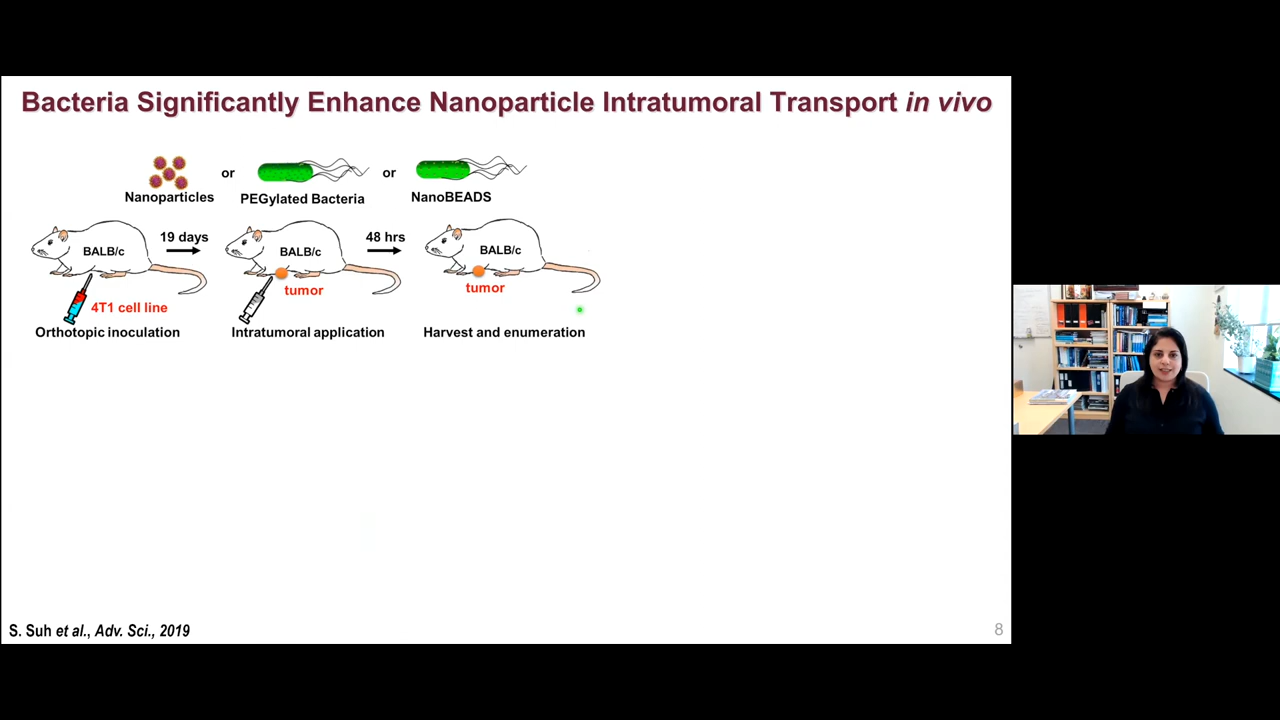 Bacteria Significantly Enhance Nanoparticle Intratumoral Transport in vivo
or
or
Nanoparticles
PEGylated Bacteria
NanoBEADS
BALB/c
19 days
BALB/c
48 hrs
BALB/c
4T1 cell line
tumor
tumor
Orthotopic inoculation
Intratumoral application
Harvest and enumeration
S. Suh et al., Adv. Sci., 2019
8